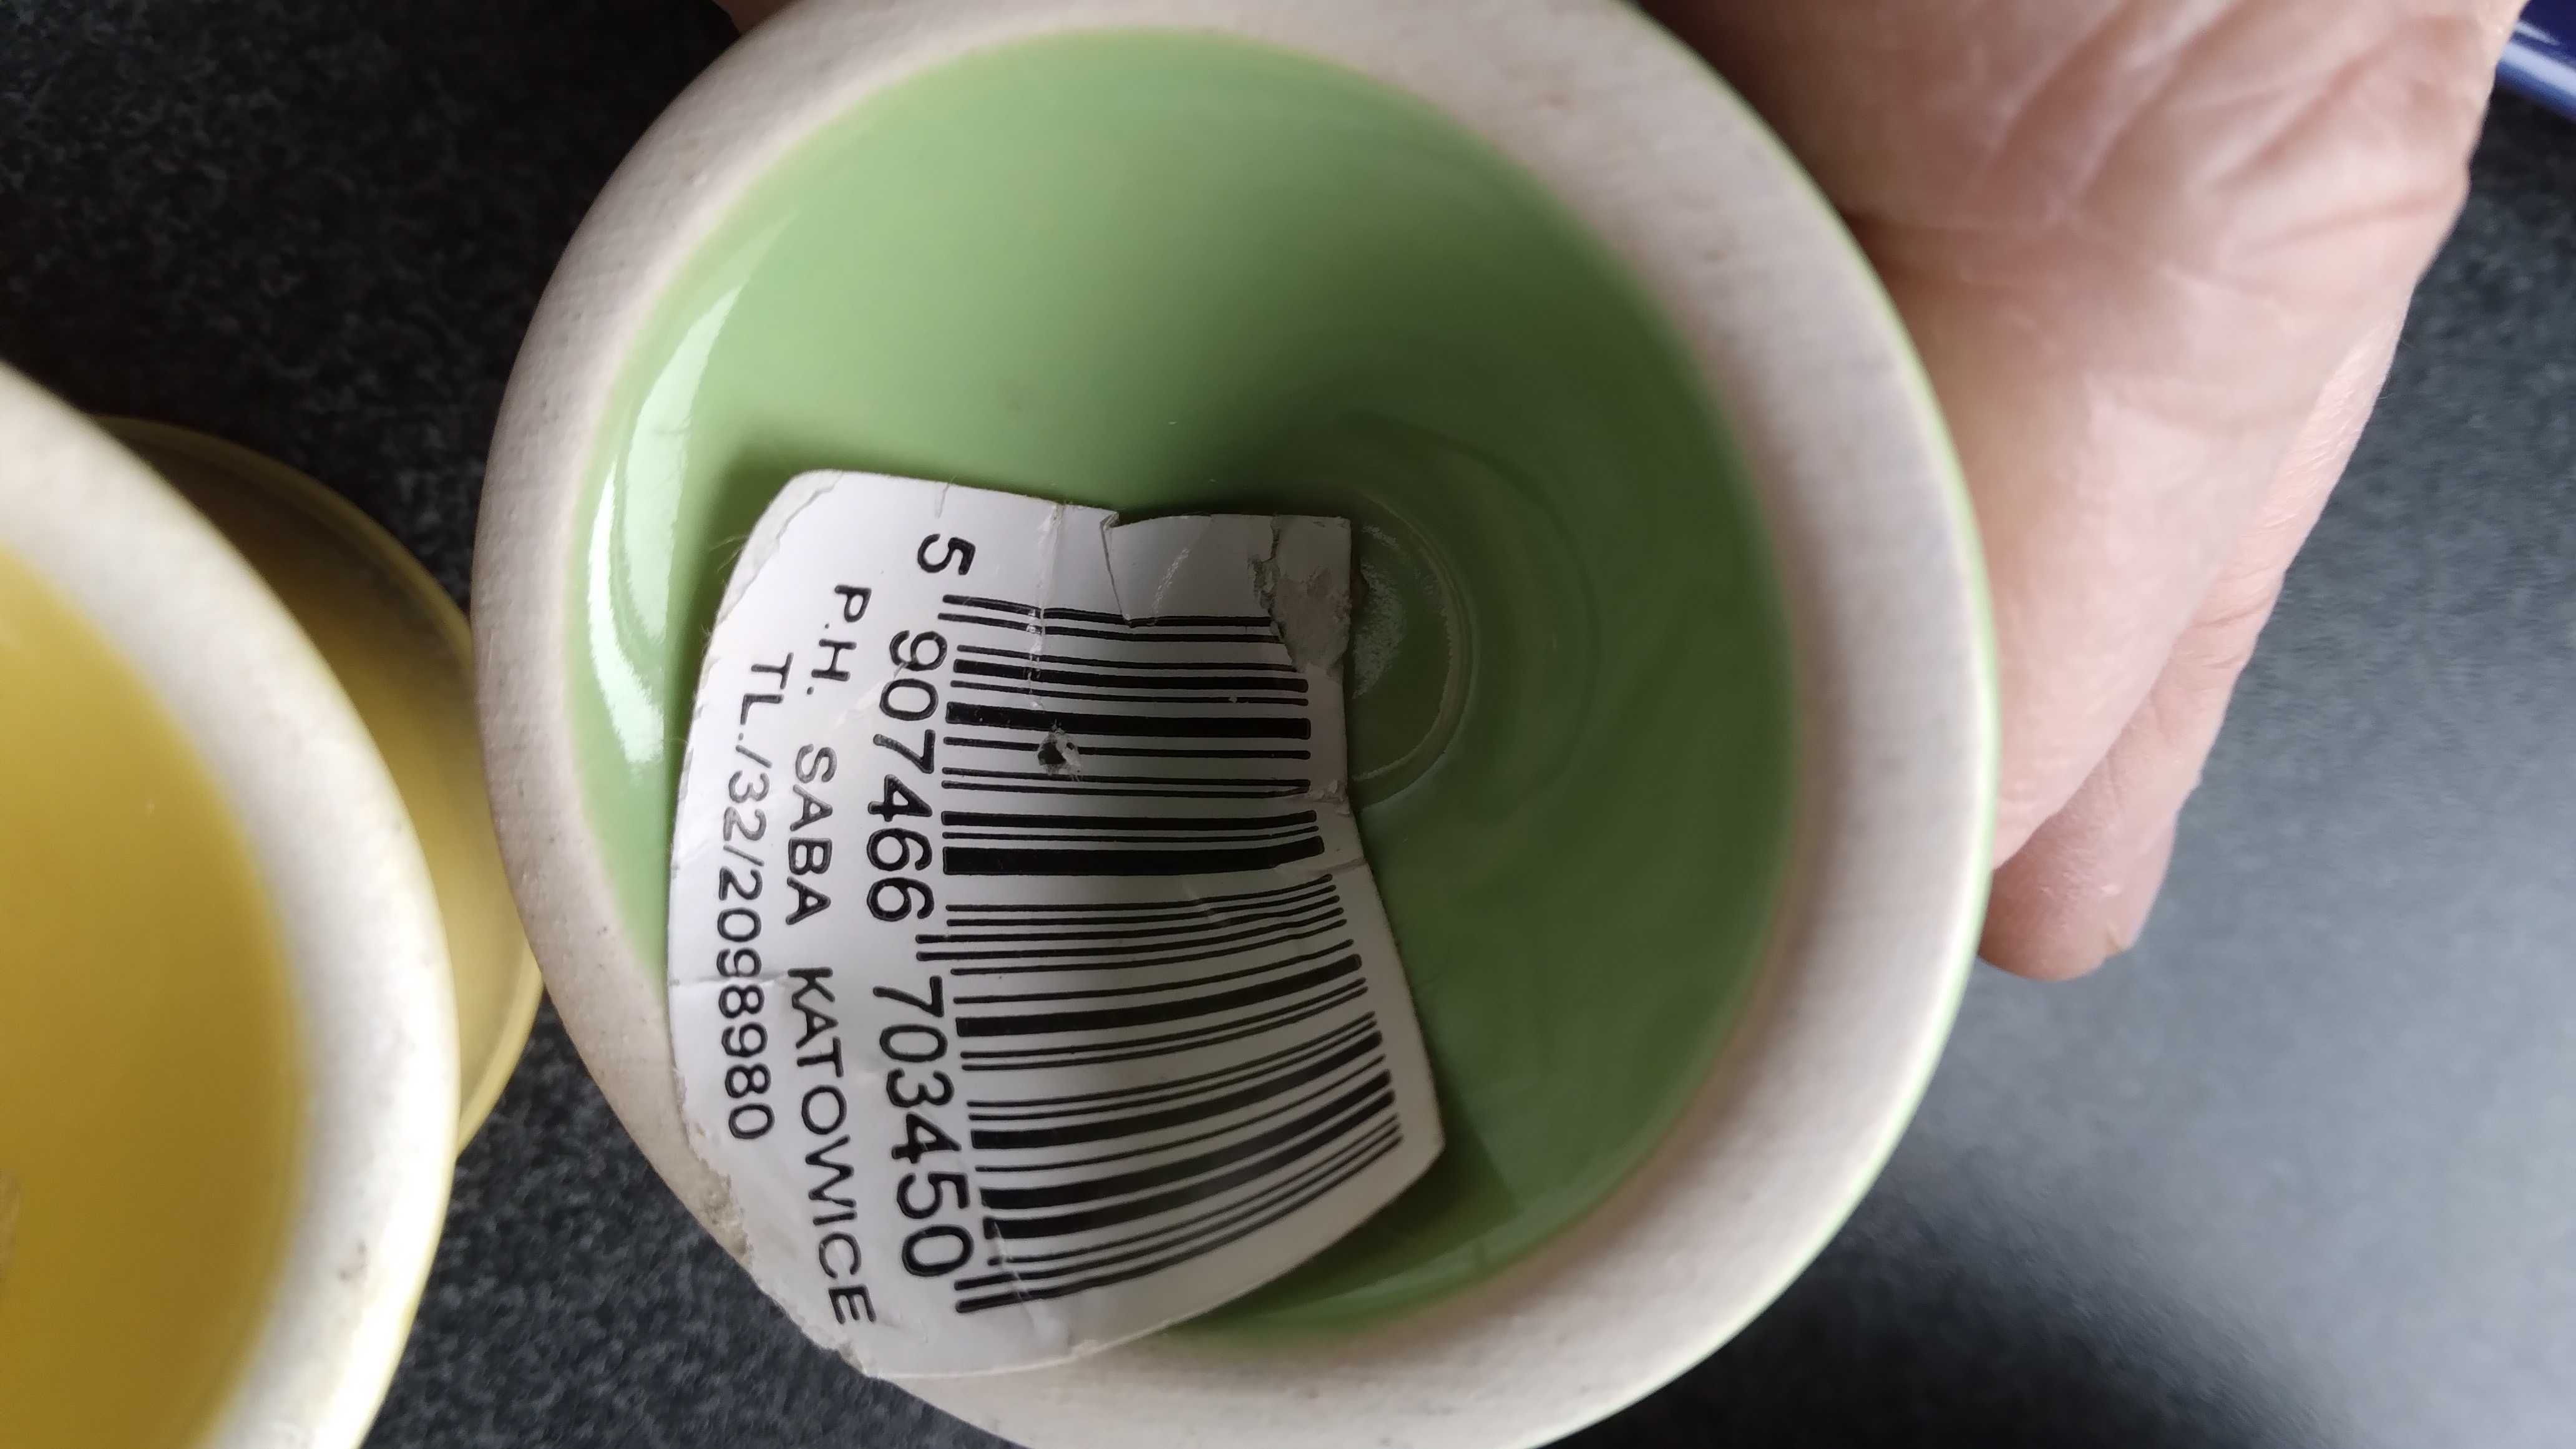 5 907466 703450
P.H. SABA KATOWICE
TL./32/2098980